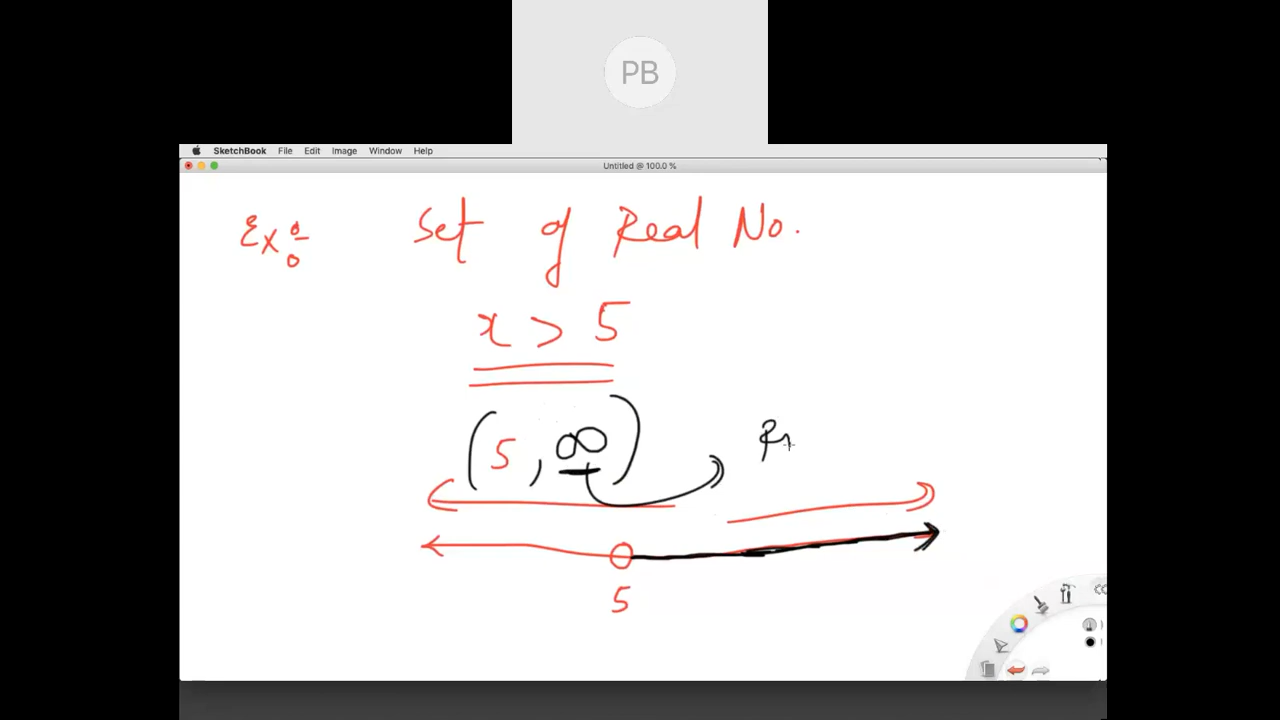 PB
SketchBook File Edit Image Window Help
Untitled @ 100.0 %
Ex: Set of Real No.
x > 5
(5, ∞)
5